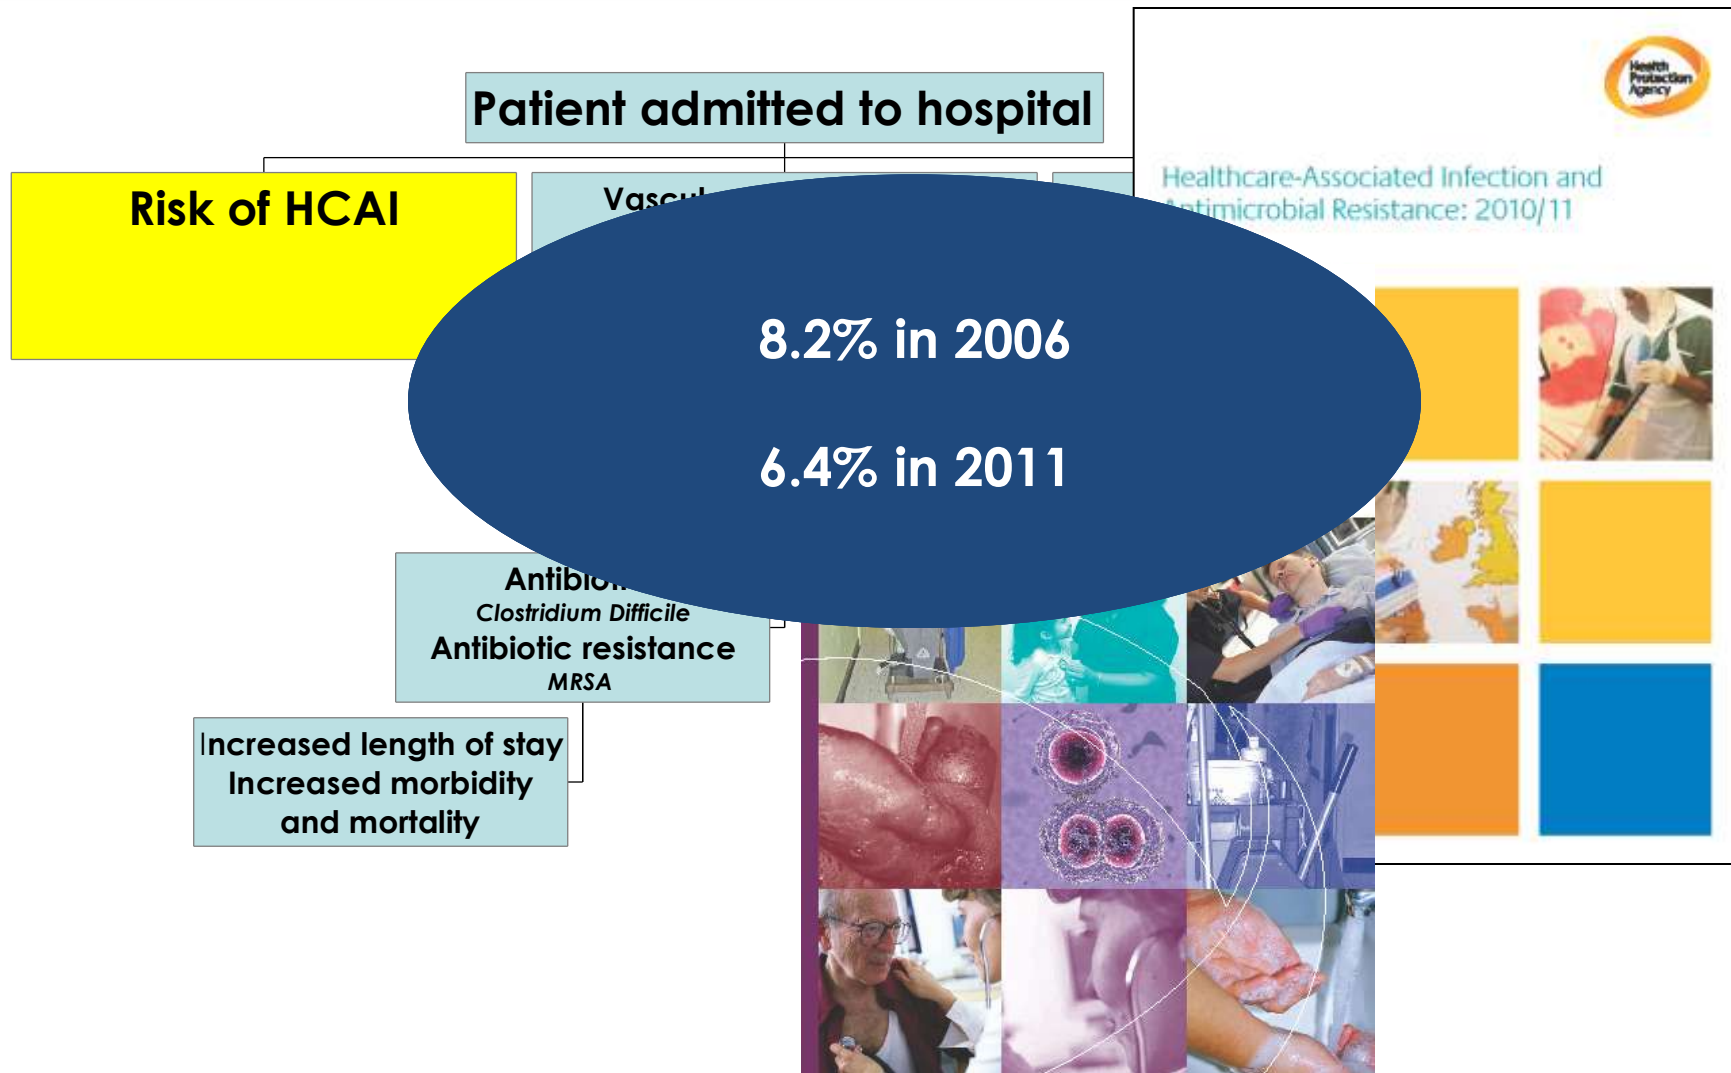 Health
Protection
Agency
Patient admitted to hospital
Healthcare-Associated Infection and
Antimicrobial Resistance: 2010/11
Risk of HCAI
8.2% in 2006
6.4% in 2011
Clostridium Difficile
Antibiotic resistance
MRSA
Increased length of stay
Increased morbidity
and mortality